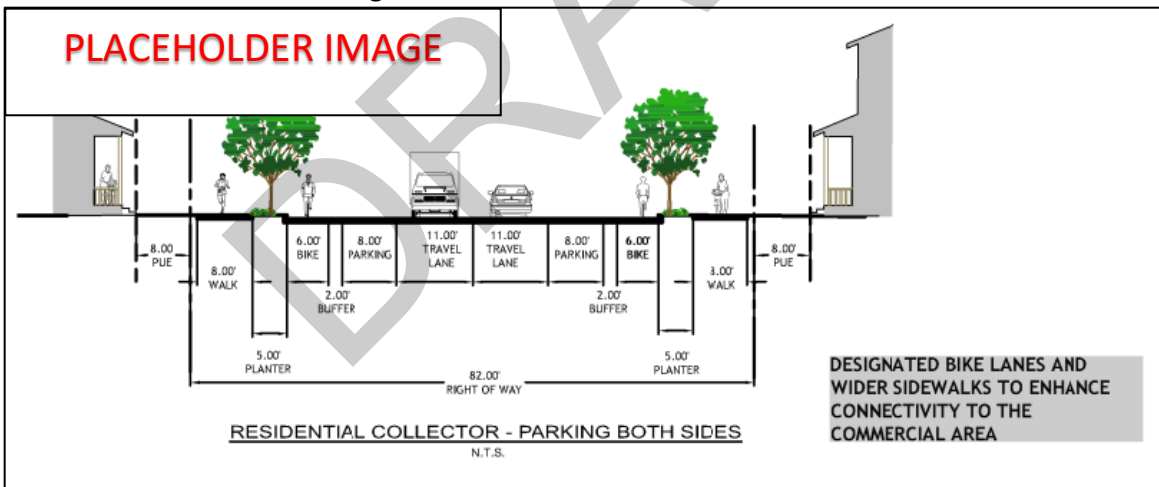 PLACEHOLDER IMAGE
DRA
8.00
PUE
8.00'
WALK
5.00'
PLANTER
6.00'
BIKE
2.00'
BUFFER
8.00'
PARKING
11.00'
TRAVEL
LANE
11.00'
TRAVEL
LANE
8.00'
PARKING
2.00'
BUFFER
6.00'
BIKE
5.00'
PLANTER
3.00'
WALK
8.00'
PUE
82.00'
RIGHT OF WAY
RESIDENTIAL COLLECTOR - PARKING BOTH SIDES
N.T.S.
DESIGNATED BIKE LANES AND
WIDER SIDEWALKS TO ENHANCE
CONNECTIVITY TO THE
COMMERCIAL AREA